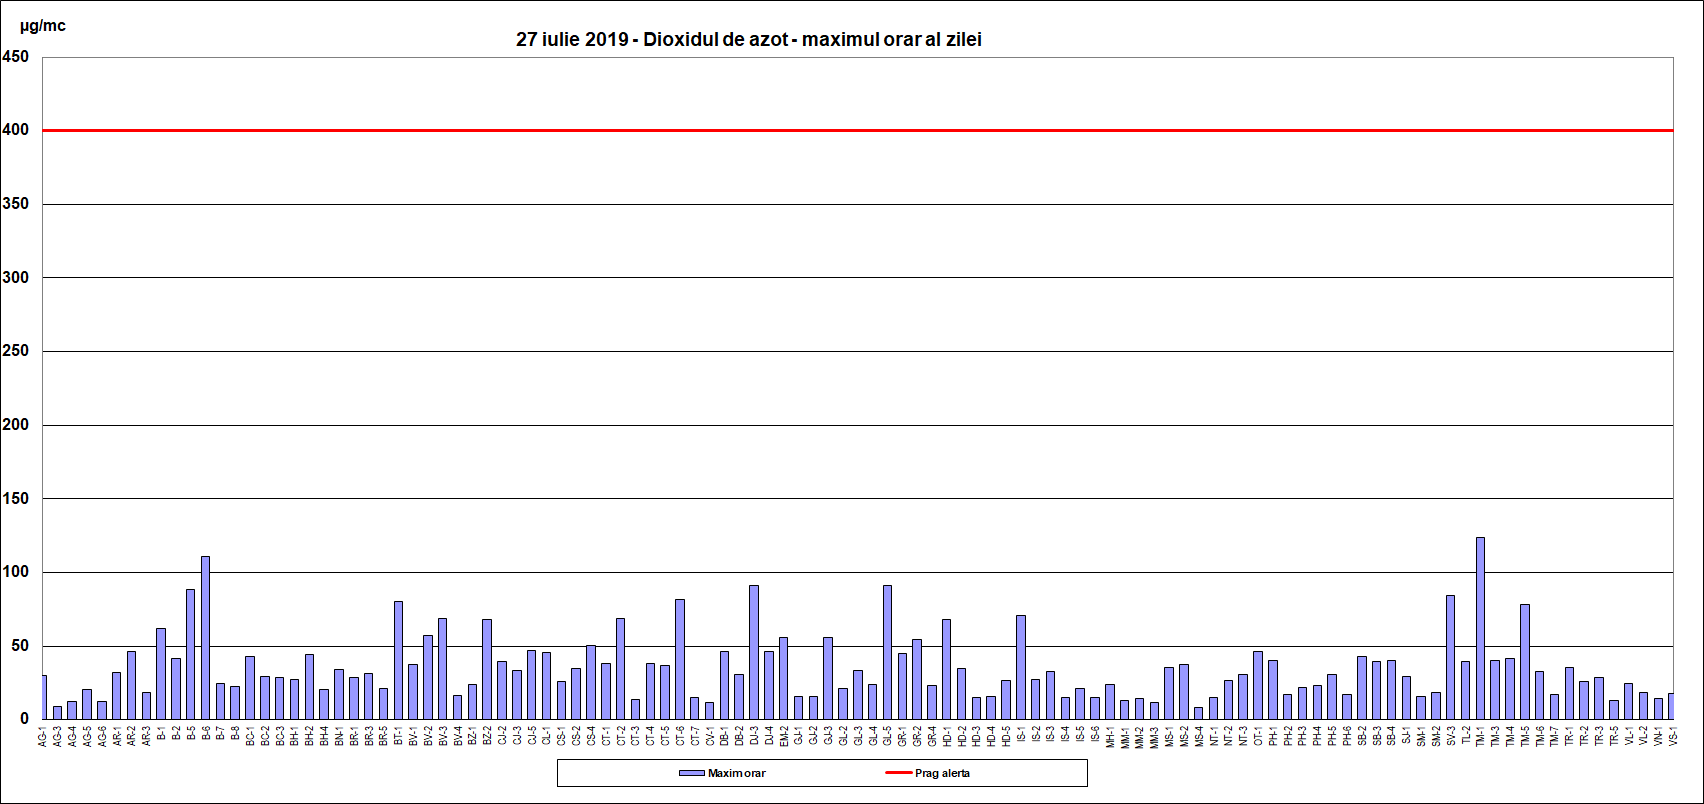 µg/mc
27 iulie 2019 - Dioxidul de azot - maximul orar al zilei
450
400
350
300
250
200
150
100
50
0
AG-1 AG-3 AG-4 AG-5 AG-6 AR-1 AR-2 AR-3 B-1 B-2 B-5 B-6 B-7 B-8 BC-1 BC-2 BC-3 BH-1 BH-2 BH-4 BN-1 BR-1 BR-3 BR-5 BT-1 BV-1 BV-2 BV-3 BV-4 BZ-1 BZ-2 CJ-2 CJ-3 CJ-5 CL-1 CS-1 CS-2 CS-4 CT-1 CT-2 CT-3 CT-4 CT-5 CT-6 CT-7 CV-1 DB-1 DB-2 DJ-3 DJ-4 EM-2 GJ-1 GJ-2 GJ-3 GL-2 GL-3 GL-4 GL-5 GR-1 GR-2 GR-4 HD-1 HD-2 HD-3 HD-4 HD-5 IS-1 IS-2 IS-3 IS-4 IS-5 IS-6 MH-1 MM-1 MM-2 MM-3 MS-1 MS-2 MS-4 NT-1 NT-2 NT-3 OT-1 PH-1 PH-2 PH-3 PH-4 PH-5 PH-6 SB-2 SB-3 SB-4 SJ-1 SM-1 SM-2 SV-3 TL-2 TM-1 TM-3 TM-4 TM-5 TM-6 TM-7 TR-1 TR-2 TR-3 TR-5 VL-1 VL-2 VN-1 VS-1
Maxim orar Prag alerta